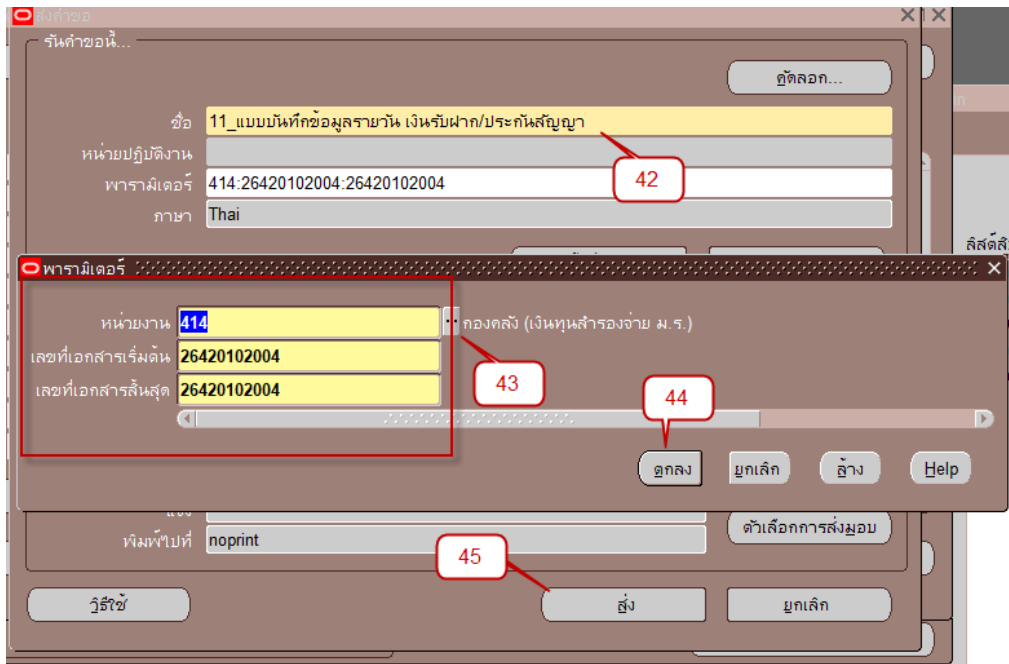 ส่งคำขอ
รันคำขอนี้...
คัดลอก...
ชื่อ 11_แบบบันทึกข้อมูลรายวัน เงินรับฝาก/ประกันสัญญา
42
หน่วยปฏิบัติงาน
พารามิเตอร์ 414:26420102004:26420102004
ภาษา Thai
พารามิเตอร์
หน่วยงาน 414 กองคลัง (เงินทุนสำรองจ่าย ม.ร.)
เลขที่เอกสารเริ่มต้น 26420102004
เลขที่เอกสารสิ้นสุด 26420102004
43
44
ตกลง ยกเลิก ล้าง Help
ตัวเลือกการส่งมอบ
พิมพ์ไปที่ noprint
45
วิธีใช้ ส่ง ยกเลิก